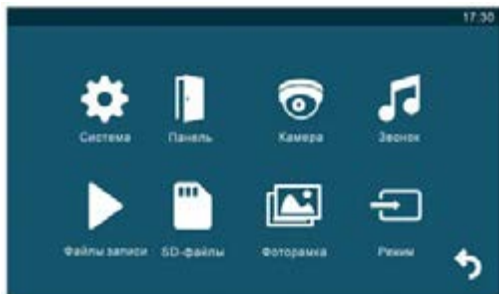 17:30
Система Панель Камера Звонок
Файлы записи SD-файлы Фоторамка Режим